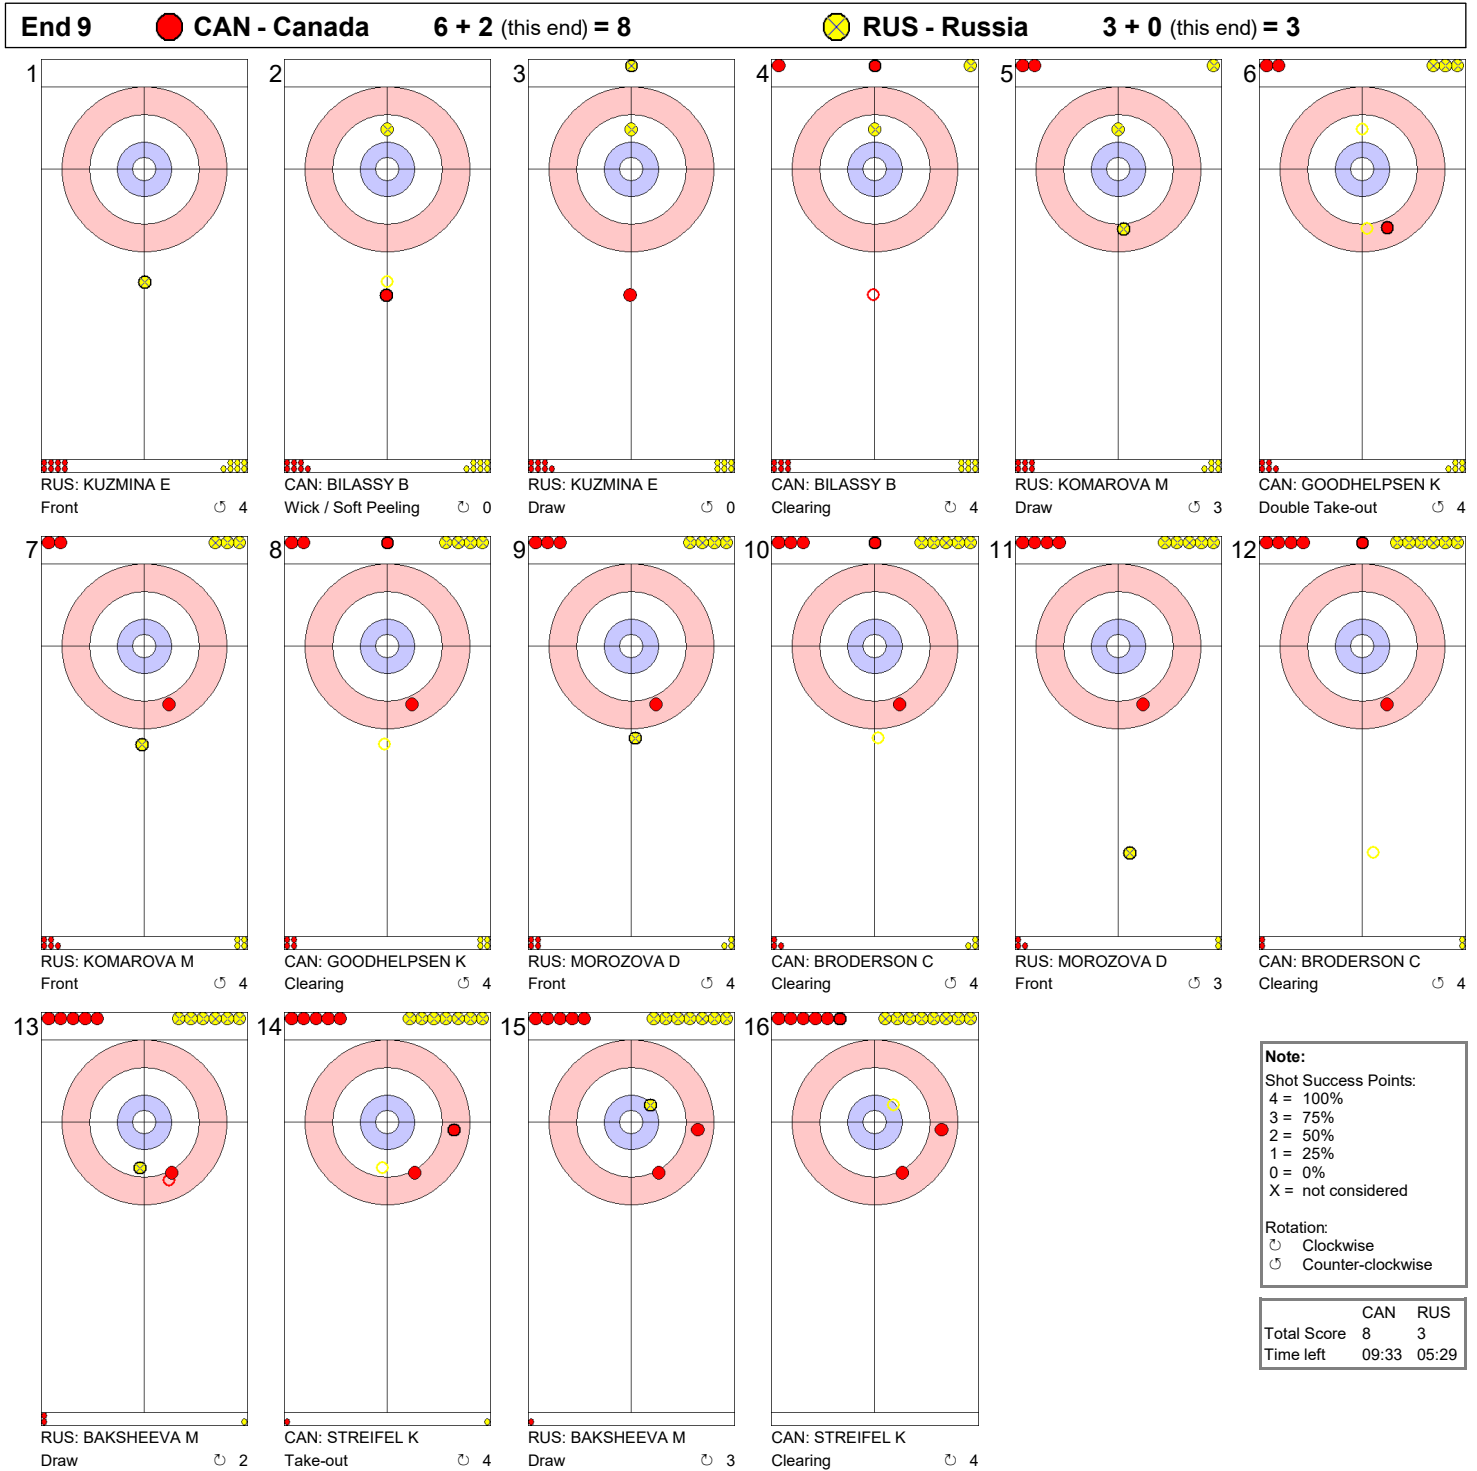 End 9 CAN - Canada 6 + 2 (this end) = 8 RUS - Russia 3 + 0 (this end) = 3
1 2 3 4 5 6
RUS: KUZMINA E CAN: BILASSY B RUS: KUZMINA E CAN: BILASSY B RUS: KOMAROVA M CAN: GOODHELPSEN K
Front ↺ 4 Wick / Soft Peeling ↻ 0 Draw ↺ 0 Clearing ↻ 4 Draw ↺ 3 Double Take-out ↺ 4
7 8 9 10 11 12
RUS: KOMAROVA M CAN: GOODHELPSEN K RUS: MOROZOVA D CAN: BRODERSON C RUS: MOROZOVA D CAN: BRODERSON C
Front ↺ 4 Clearing ↺ 4 Front ↺ 4 Clearing ↺ 4 Front ↺ 3 Clearing ↺ 4
13 14 15 16
RUS: BAKSHEEVA M CAN: STREIFEL K RUS: BAKSHEEVA M CAN: STREIFEL K
Draw ↻ 2 Take-out ↻ 4 Draw ↻ 3 Clearing ↻ 4
Note:
Shot Success Points:
4 = 100%
3 = 75%
2 = 50%
1 = 25%
0 = 0%
X = not considered
Rotation:
↻ Clockwise
↺ Counter-clockwise
CAN RUS
Total Score 8 3
Time left 09:33 05:29